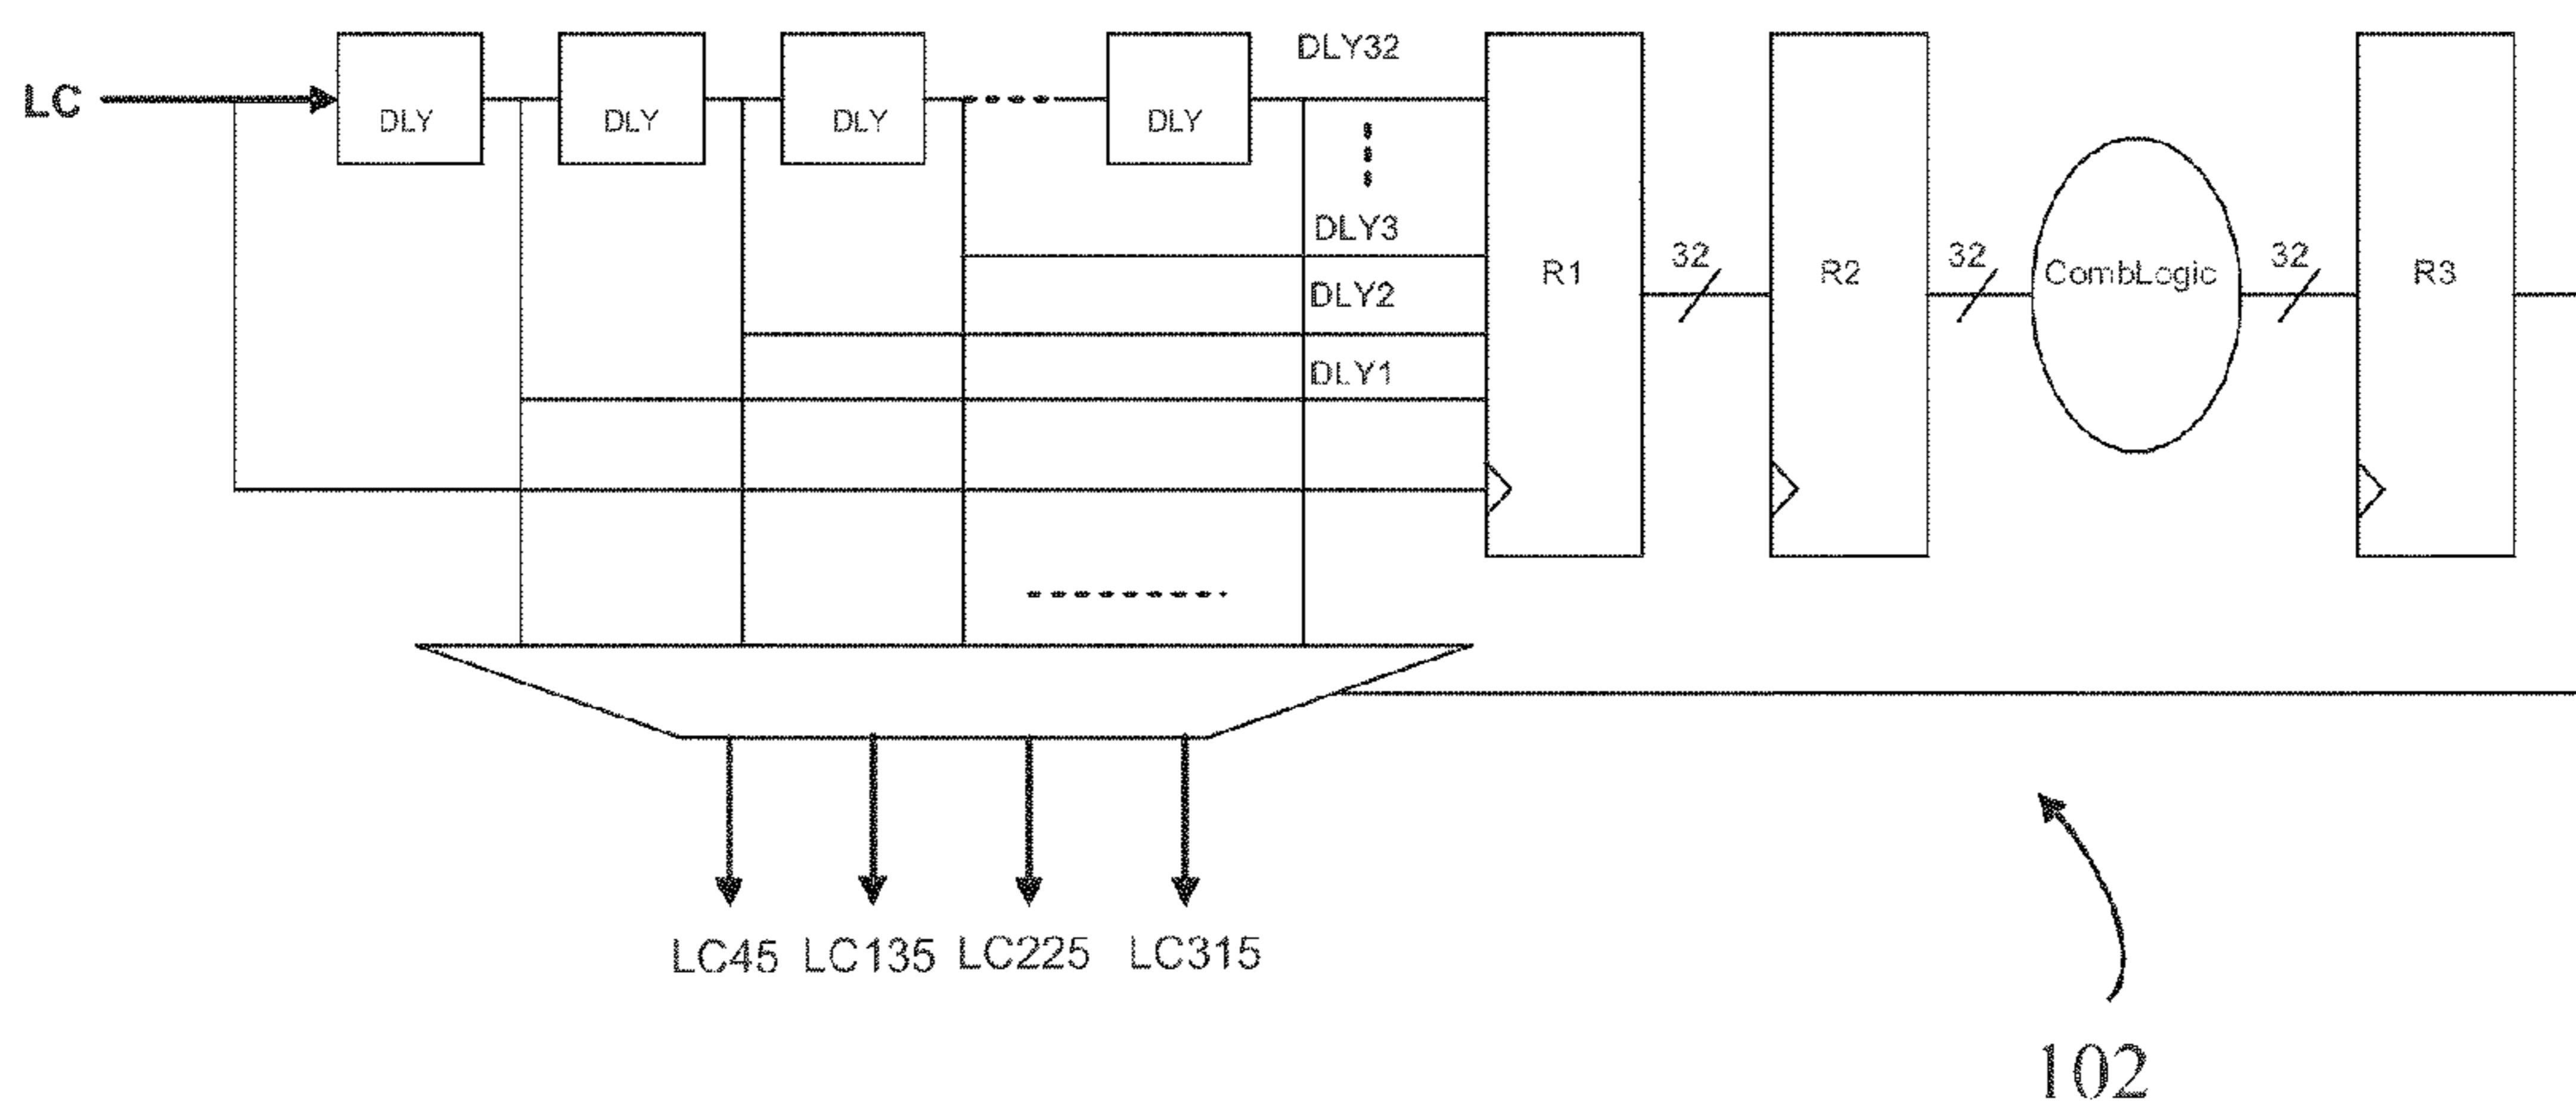 LC
DLY
DLY
DLY
DLY
DLY32
DLY3
DLY2
DLY1
R1
32
R2
32
CombLogic
32
R3
LC45
LC135
LC225
LC315
102